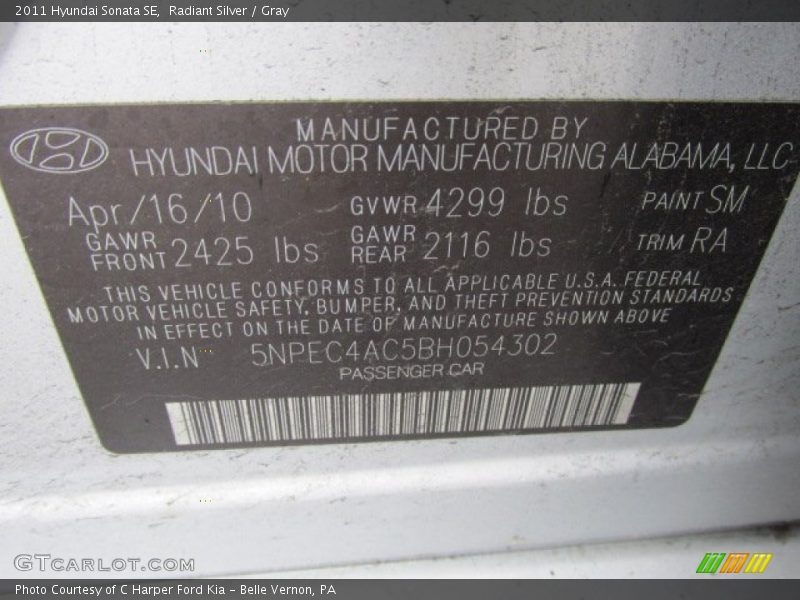 2011 Hyundai Sonata SE,  Radiant Silver / Gray
MANUFACTURED BY
HYUNDAI MOTOR MANUFACTURING ALABAMA, LLC
Apr/16/10 GVWR 4299 lbs PAINT SM
GAWR FRONT 2425 lbs GAWR REAR 2116 lbs TRIM RA
THIS VEHICLE CONFORMS TO ALL APPLICABLE U.S.A. FEDERAL
MOTOR VEHICLE SAFETY, BUMPER, AND THEFT PREVENTION STANDARDS
IN EFFECT ON THE DATE OF MANUFACTURE SHOWN ABOVE
V.I.N 5NPEC4AC5BH054302
PASSENGER CAR
GTCARLOT.COM
Photo Courtesy of C Harper Ford Kia – Belle Vernon, PA